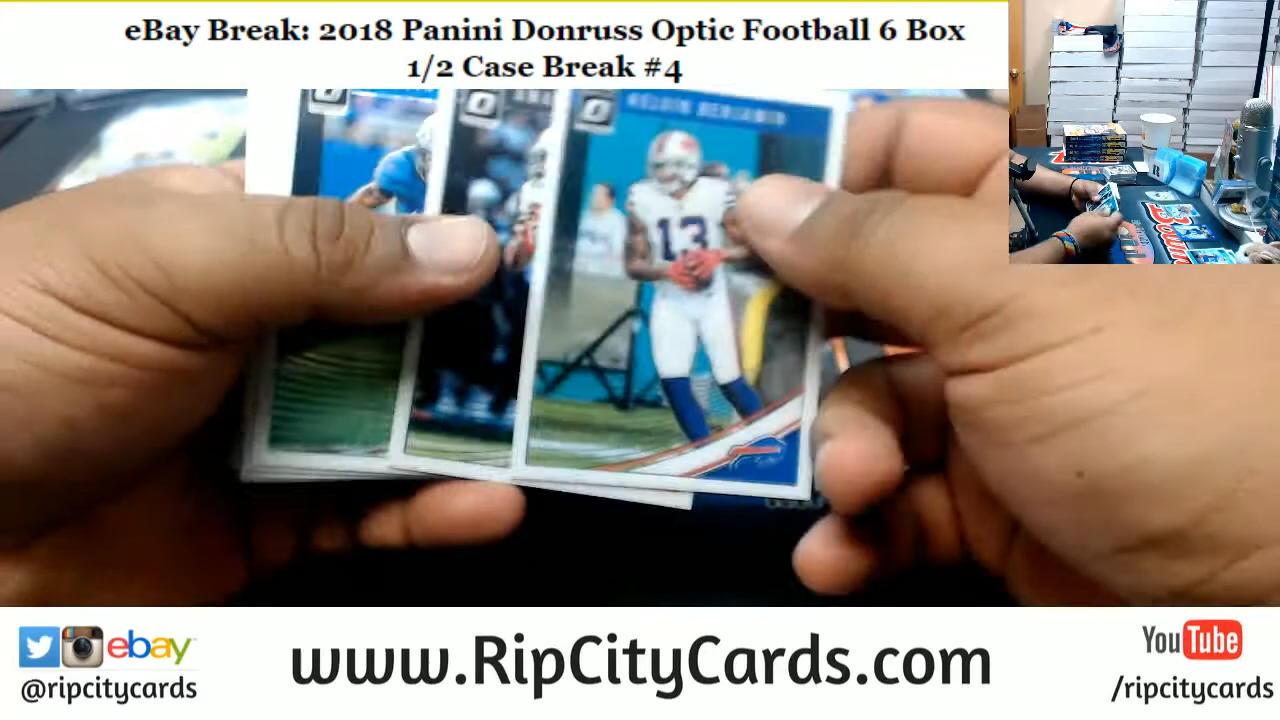 eBay Break: 2018 Panini Donruss Optic Football 6 Box
1/2 Case Break #4
KELVIN BENJAMIN
13
ebay
@ripcitycards
www.RipCityCards.com
YouTube
/ripcitycards